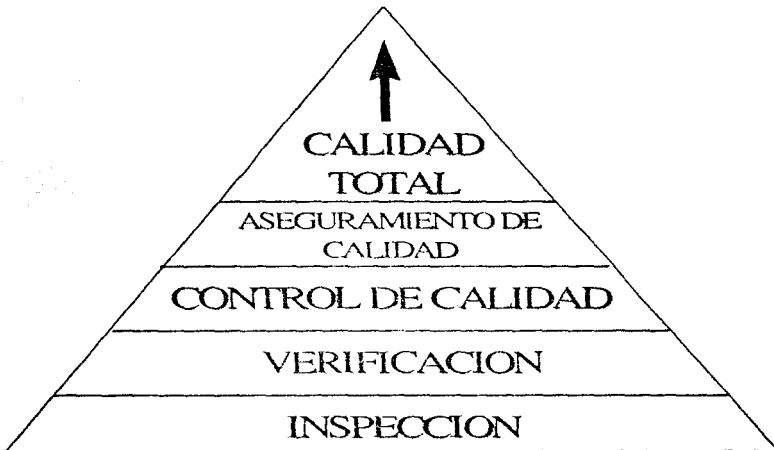 CALIDAD
TOTAL
ASEGURAMIENTO DE
CALIDAD
CONTROL DE CALIDAD
VERIFICACION
INSPECCION